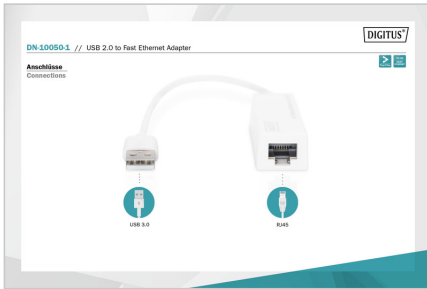 DIGITUS®
DN-10050-1 // USB 2.0 to Fast Ethernet Adapter
Anschlüsse
Connections
USB 3.0
RJ45